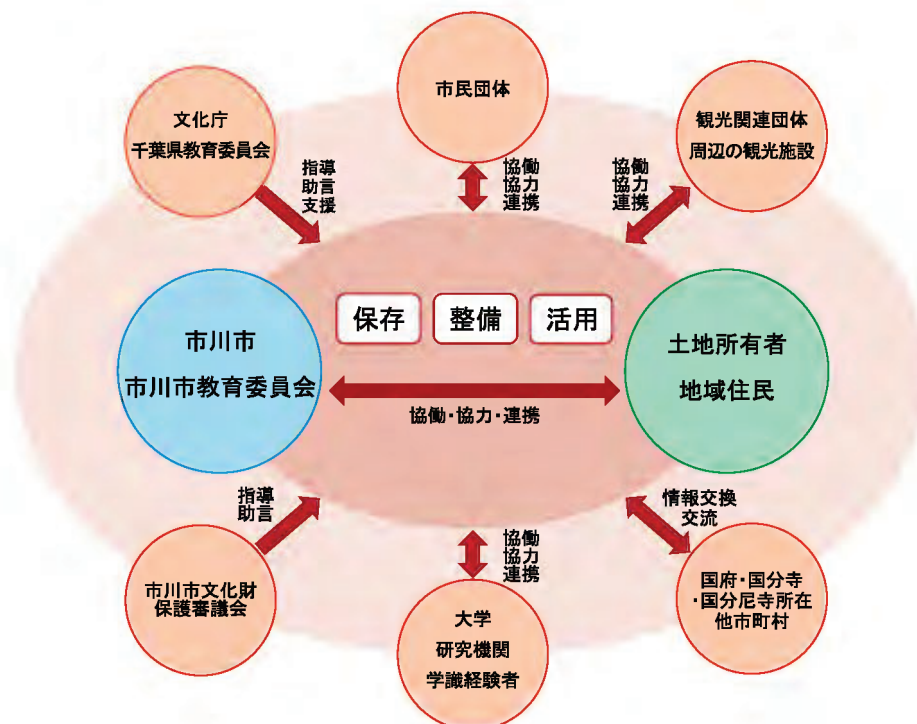 市民団体
文化庁
千葉県教育委員会
観光関連団体
周辺の観光施設
指導
助言
支援
協働
協力
連携
協働
協力
連携
保存
整備
活用
市川市
市川市教育委員会
土地所有者
地域住民
協働・協力・連携
指導
助言
協働
協力
連携
情報交換
交流
市川市文化財
保護審議会
大学
研究機関
学識経験者
国府・国分寺
・国分尼寺所在
他市町村